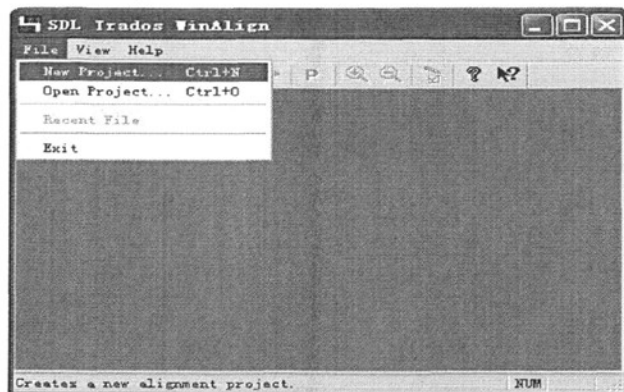 SDL Trados WinAlign
File View Help
New Project... Ctrl+N
Open Project... Ctrl+O
Recent File
Exit
P
Creates a new alignment project. NUM